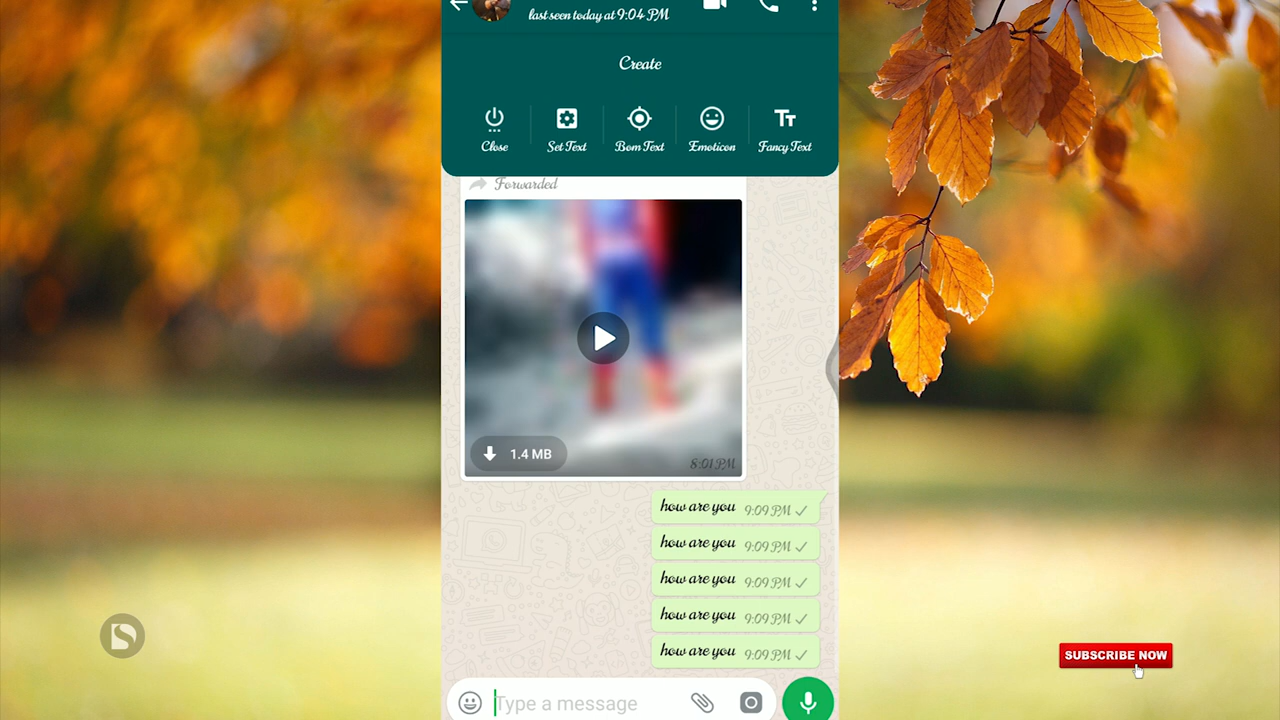 last seen today at 9:04 PM
Create
Close
Set Text
Bom Text
Emoticon
Fancy Text
Forwarded
1.4 MB
8:01 PM
how are you 9:09 PM
how are you 9:09 PM
how are you 9:09 PM
how are you 9:09 PM
how are you 9:09 PM
SUBSCRIBE NOW
Type a message